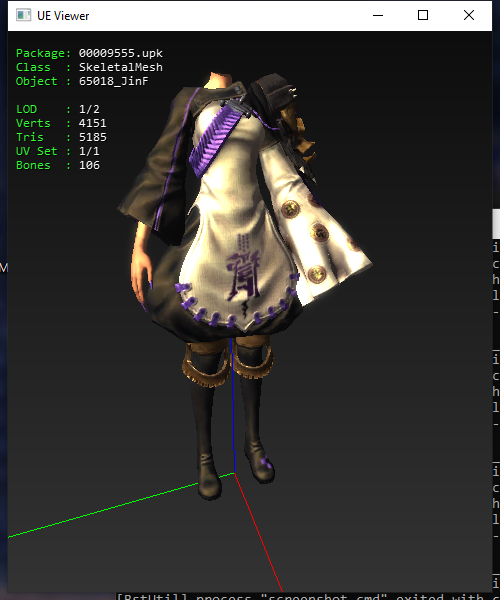 UE Viewer
Package: 00009555.upk
Class : SkeletalMesh
Object : 65018_JinF
LOD : 1/2
Verts : 4151
Tris : 5185
UV Set : 1/1
Bones : 106
M
i
c
h
l
-
i
c
h
l
-
i
c
h
l
-
i
[BstUtil] process "screenshot.cmd" exited with c